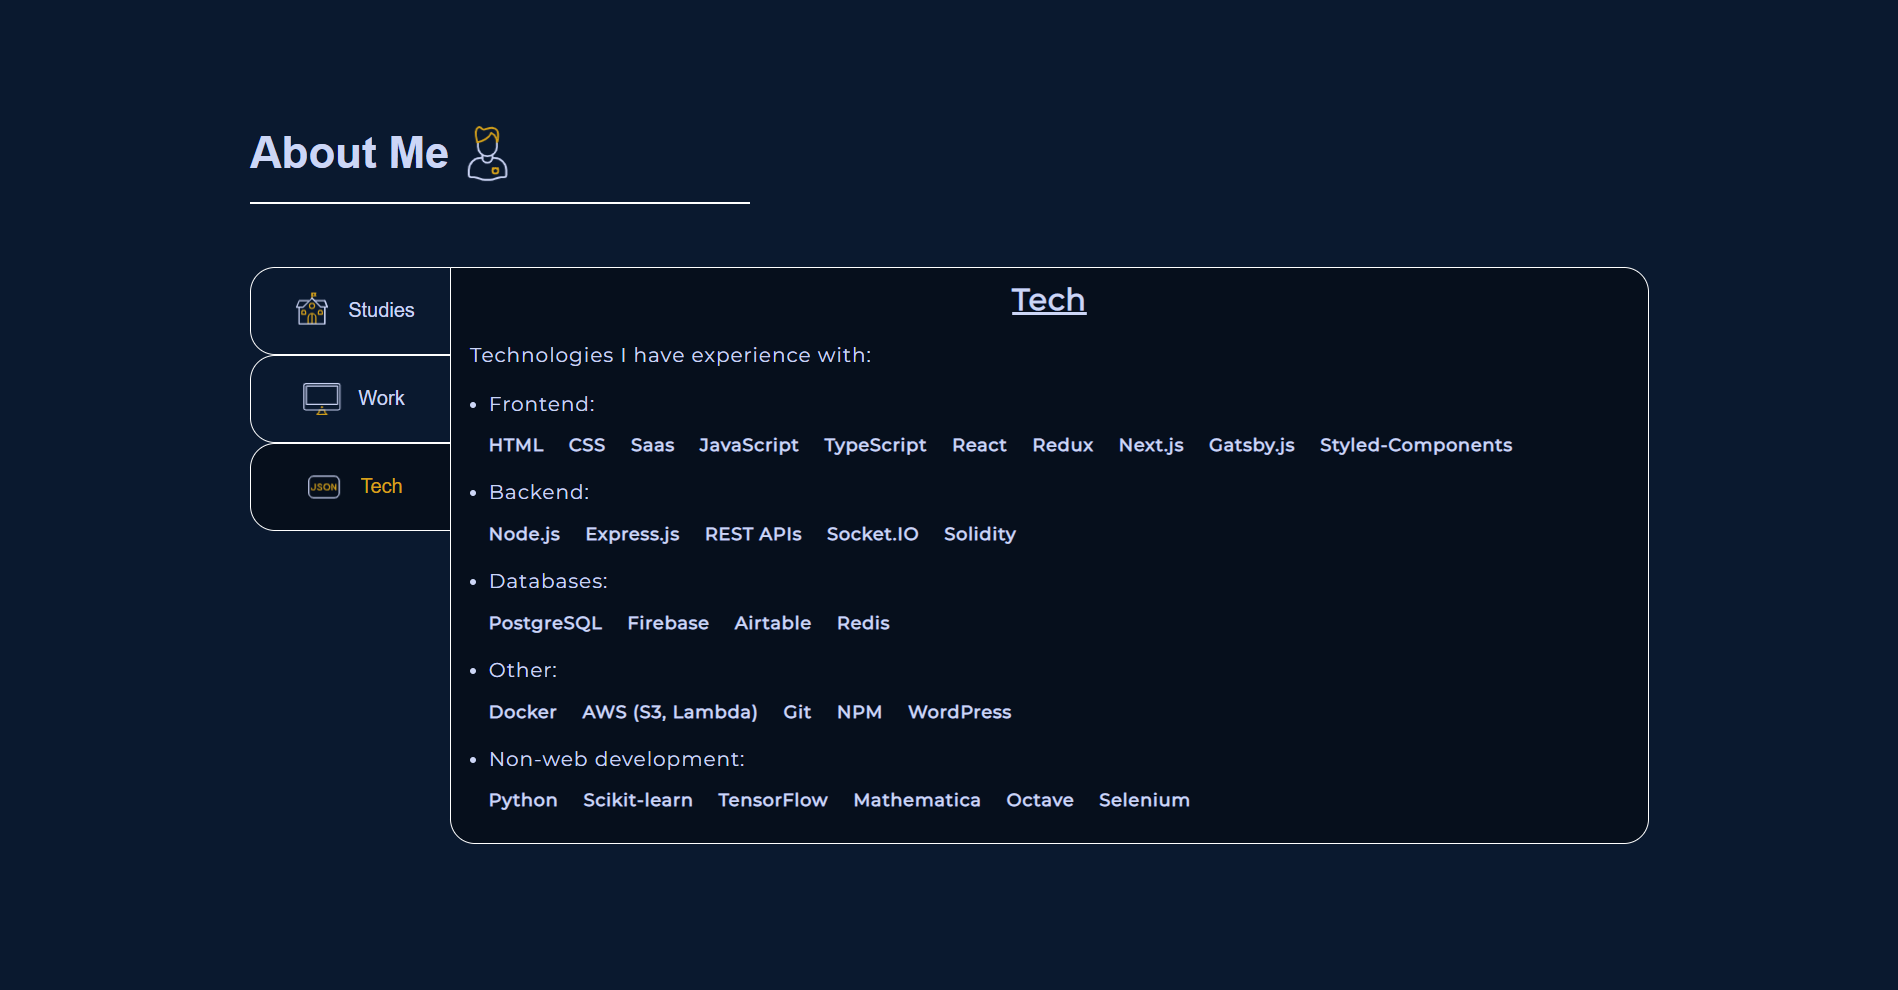 About Me
Studies
Work
JSON
Tech
Tech
Technologies I have experience with:
• Frontend:
HTML CSS Saas JavaScript TypeScript React Redux Next.js Gatsby.js Styled-Components
• Backend:
Node.js Express.js REST APIs Socket.IO Solidity
• Databases:
PostgreSQL Firebase Airtable Redis
• Other:
Docker AWS (S3, Lambda) Git NPM WordPress
• Non-web development:
Python Scikit-learn TensorFlow Mathematica Octave Selenium